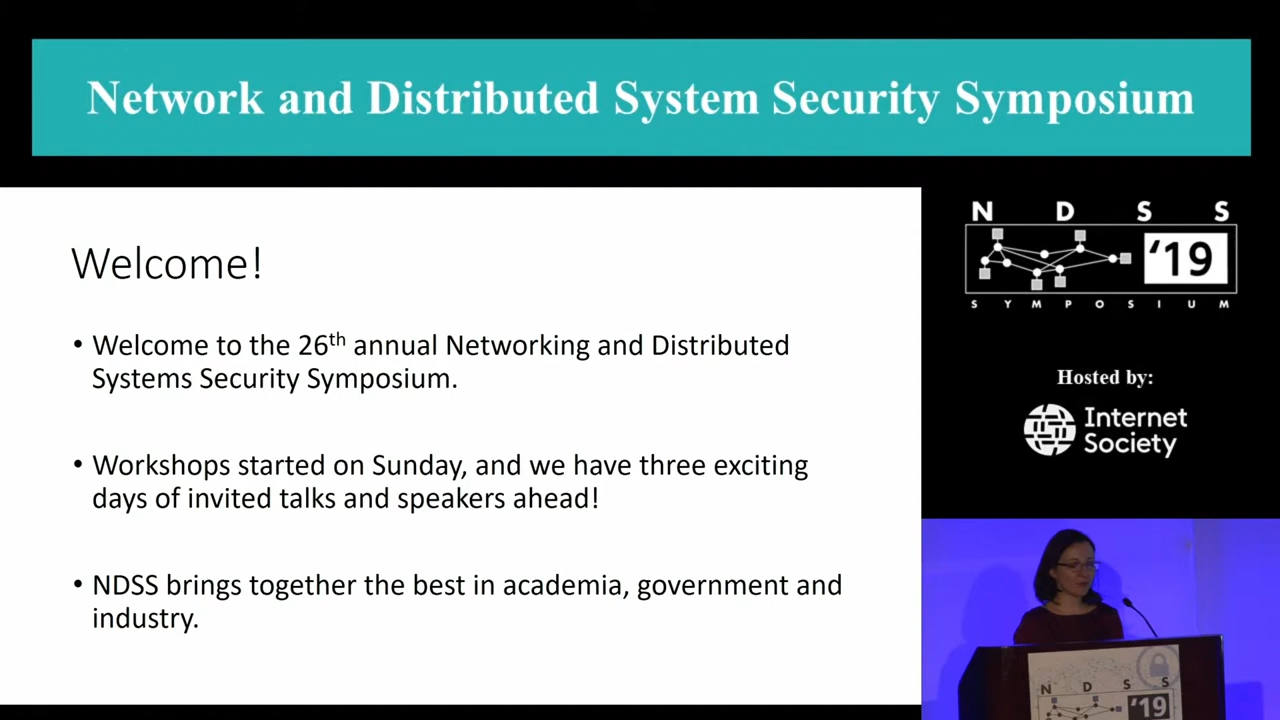 Network and Distributed System Security Symposium
Welcome!
• Welcome to the 26th annual Networking and Distributed
Systems Security Symposium.
• Workshops started on Sunday, and we have three exciting
days of invited talks and speakers ahead!
• NDSS brings together the best in academia, government and
industry.
N D S S
‘19
S Y M P O S I U M
Hosted by:
Internet
Society
N D S S
‘19